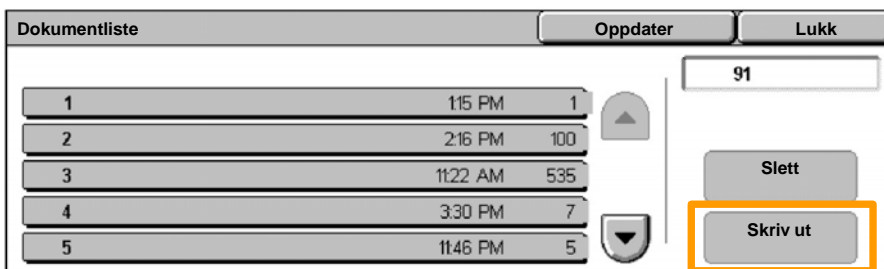 Dokumentliste Oppdater Lukk
91
1 1:15 PM 1
2 2:16 PM 100
3 11:22 AM 535
4 3:30 PM 7
5 11:46 PM 5
Slett
Skriv ut